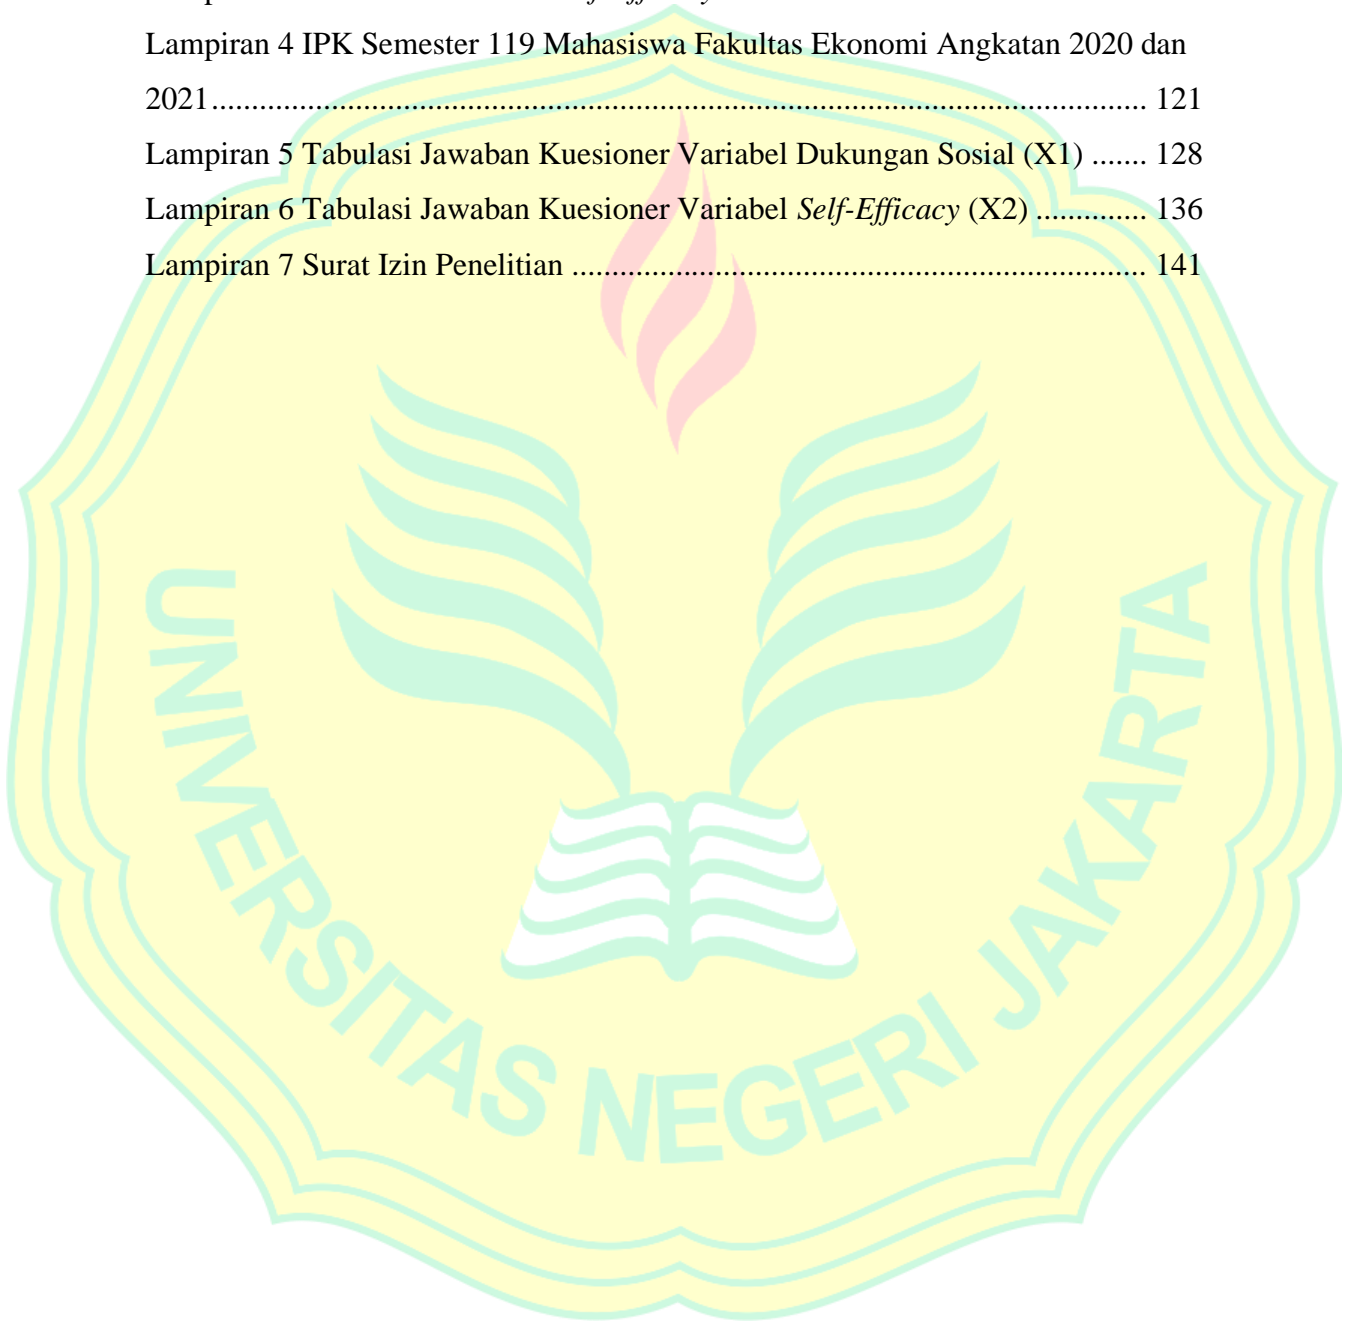 Lampiran 4 IPK Semester 119 Mahasiswa Fakultas Ekonomi Angkatan 2020 dan
2021.................................................................................................... 121
Lampiran 5 Tabulasi Jawaban Kuesioner Variabel Dukungan Sosial (X1) ....... 128
Lampiran 6 Tabulasi Jawaban Kuesioner Variabel Self-Efficacy (X2) .............. 136
Lampiran 7 Surat Izin Penelitian ............................................................. 141
UNIVERSITAS NEGERI JAKARTA